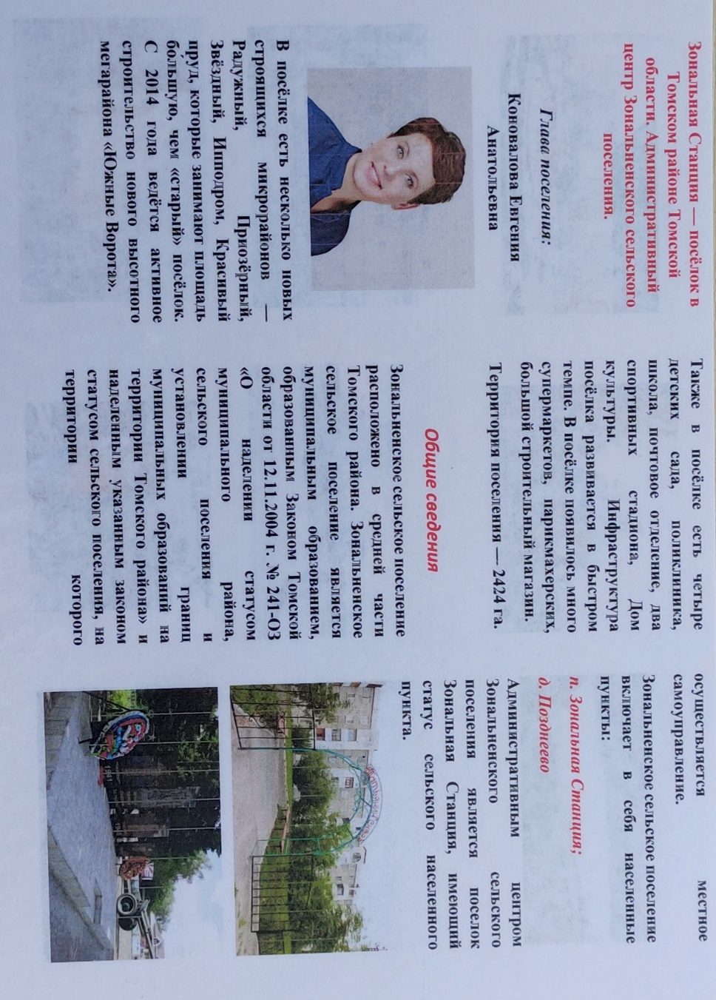 Зональная Станция — посёлок в
Томском районе Томской
области. Административный
центр Зональненского сельского
поселения.
Глава поселения:
Коновалова Евгения
Анатольевна
В посёлке есть несколько новых
строящихся микрорайонов —
Радужный, Приозёрный,
Звёздный, Ипподром, Красивый
пруд, которые занимают площадь
большую, чем «старый» посёлок.
С 2014 года ведётся активное
строительство нового высотного
мегарайона «Южные Ворота».
Также в посёлке есть четыре
детских сада, поликлиника,
школа, почтовое отделение, два
спортивных стадиона, Дом
культуры. Инфраструктура
посёлка развивается в быстром
темпе. В посёлке появилось много
супермаркетов, парикмахерских,
большой строительный магазин.
Территория поселения — 2424 га.
Общие сведения
Зональненское сельское поселение
расположено в средней части
Томского района. Зональненское
сельское поселение является
муниципальным образованием,
образованным Законом Томской
области от 12.11.2004 г. № 241-ОЗ
«О наделении статусом
муниципального района,
сельского поселения и
установлении границ
муниципальных образований на
территории Томского района» и
наделенным указанным законом
статусом сельского поселения, на
территории которого
осуществляется местное
самоуправление.
Зональненское сельское поселение
включает в себя населенные
пункты:
п. Зональная Станция;
д. Позднеево
Административным центром
Зональненского сельского
поселения является поселок
Зональная Станция, имеющий
статус сельского населенного
пункта.
1941